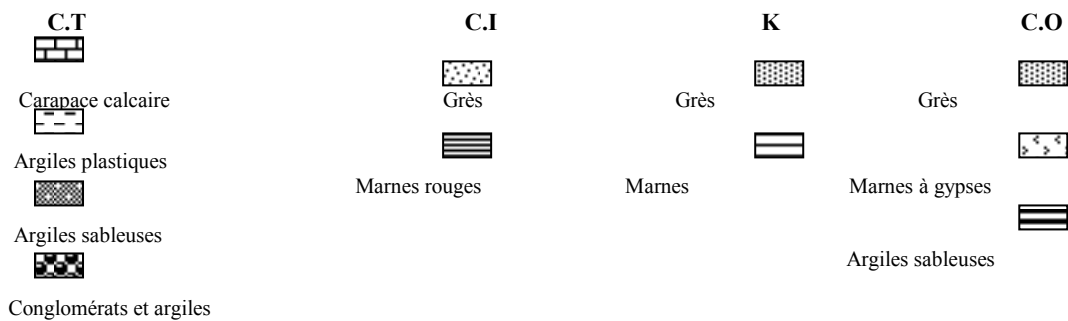 C.T C.I K C.O
Carapace calcaire Grès Grès Grès
Argiles plastiques
Marnes rouges Marnes Marnes à gypses
Argiles sableuses
Argiles sableuses
Conglomérats et argiles